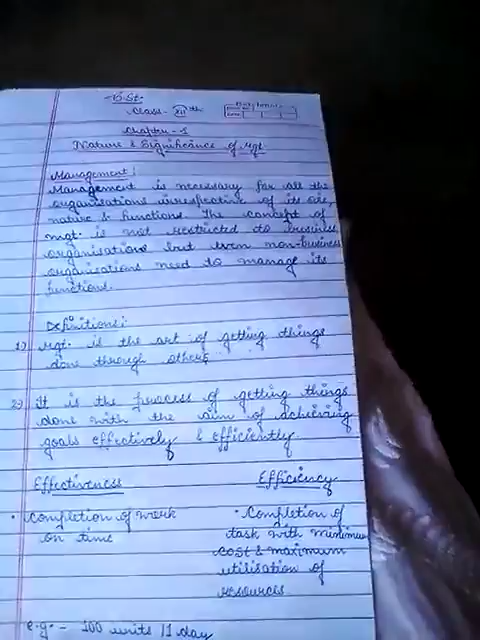 B.St.
Class - XIIth
Chapter - 1
Nature & Significance of Mgt
Management:
Management is necessary for all the
organisations irrespective of its size,
nature & functions. The concept of
mgt. is not restricted to business
organisations but even non-business
organisations need to manage its
functions.
Definitions:
1) Mgt. is the art of getting things
done through others
2) It is the process of getting things
done with the aim of achieving
goals effectively & efficiently.
Effectiveness
Efficiency
• Completion of work
on time
• Completion of
task with minimum
cost & maximum
utilisation of
resources
e.g. - 100 units / 1 day